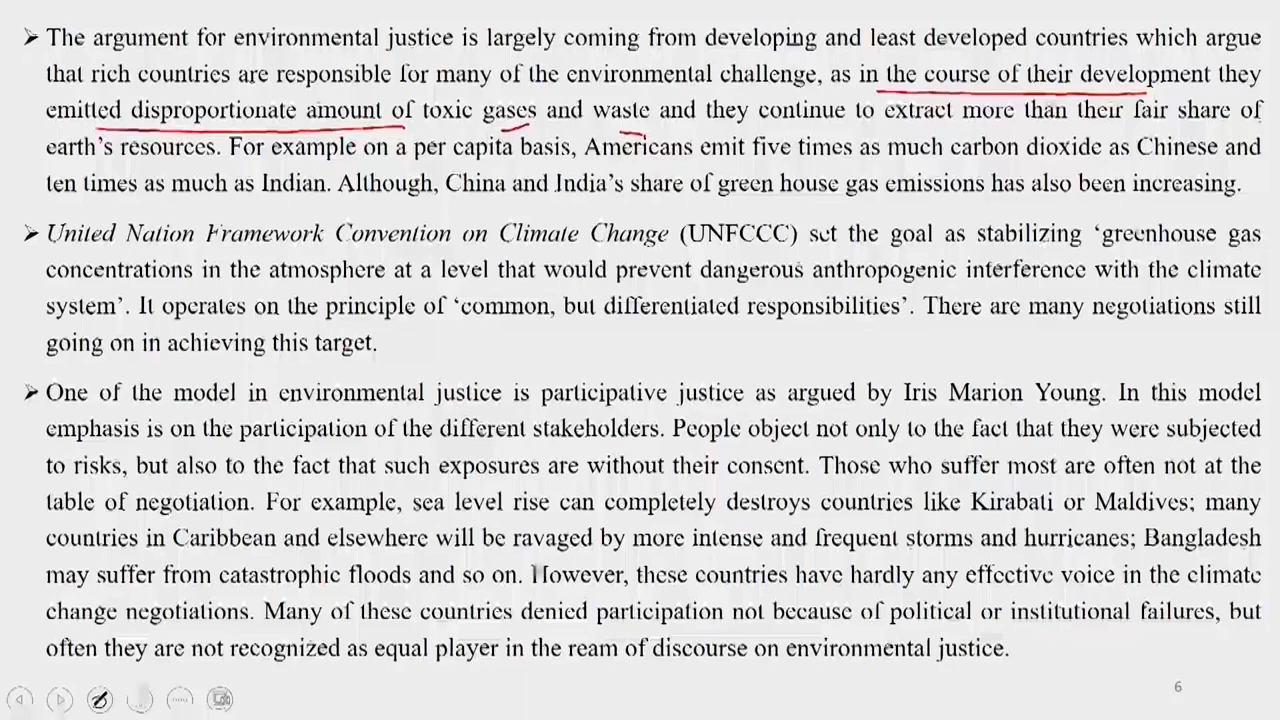 ➢ The argument for environmental justice is largely coming from developing and least developed countries which argue
that rich countries are responsible for many of the environmental challenge, as in the course of their development they
emitted disproportionate amount of toxic gases and waste and they continue to extract more than their fair share of
earth's resources. For example on a per capita basis, Americans emit five times as much carbon dioxide as Chinese and
ten times as much as Indian. Although, China and India's share of green house gas emissions has also been increasing.
➢ United Nation Framework Convention on Climate Change (UNFCCC) set the goal as stabilizing 'greenhouse gas
concentrations in the atmosphere at a level that would prevent dangerous anthropogenic interference with the climate
system'. It operates on the principle of 'common, but differentiated responsibilities'. There are many negotiations still
going on in achieving this target.
➢ One of the model in environmental justice is participative justice as argued by Iris Marion Young. In this model
emphasis is on the participation of the different stakeholders. People object not only to the fact that they were subjected
to risks, but also to the fact that such exposures are without their consent. Those who suffer most are often not at the
table of negotiation. For example, sea level rise can completely destroys countries like Kirabati or Maldives; many
countries in Caribbean and elsewhere will be ravaged by more intense and frequent storms and hurricanes; Bangladesh
may suffer from catastrophic floods and so on. However, these countries have hardly any effective voice in the climate
change negotiations. Many of these countries denied participation not because of political or institutional failures, but
often they are not recognized as equal player in the ream of discourse on environmental justice.
6